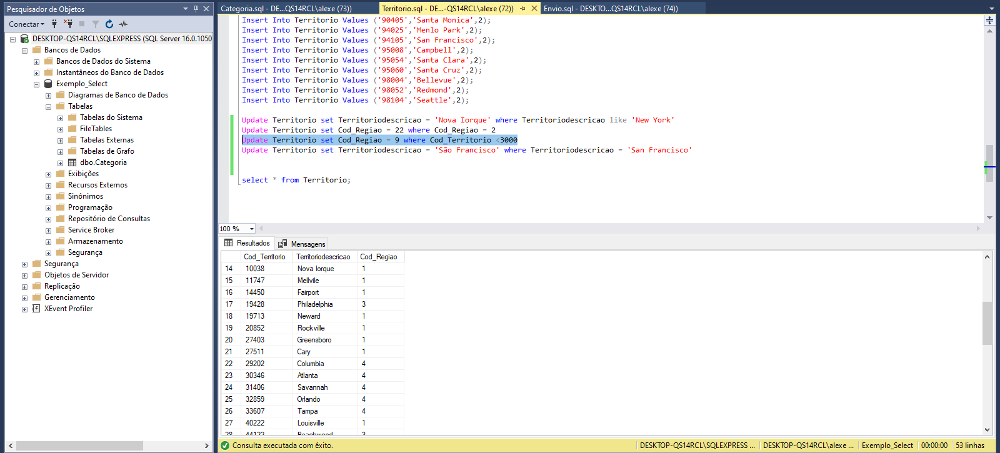 Pesquisador de Objetos
Conectar
DESKTOP-QS14RCL\SQLEXPRESS (SQL Server 16.0.1050
Bancos de Dados
Bancos de Dados do Sistema
Instantâneos do Banco de Dados
Exemplo_Select
Diagramas de Banco de Dados
Tabelas
Tabelas do Sistema
FileTables
Tabelas Externas
Tabelas de Grafo
dbo.Categoria
Exibições
Recursos Externos
Sinônimos
Programação
Repositório de Consultas
Service Broker
Armazenamento
Segurança
Segurança
Objetos de Servidor
Replicação
Gerenciamento
XEvent Profiler
Categoria.sql - DE...QS14RCL\alexe (73))
Territorio.sql - DE...-QS14RCL\alexe (72))
Envio.sql - DESKTO...QS14RCL\alexe (74))
Insert Into Territorio Values ('90405','Santa Monica',2);
Insert Into Territorio Values ('94025','Menlo Park',2);
Insert Into Territorio Values ('94105','San Francisco',2);
Insert Into Territorio Values ('95008','Campbell',2);
Insert Into Territorio Values ('95054','Santa Clara',2);
Insert Into Territorio Values ('95060','Santa Cruz',2);
Insert Into Territorio Values ('98004','Bellevue',2);
Insert Into Territorio Values ('98052','Redmond',2);
Insert Into Territorio Values ('98104','Seattle',2);
Update Territorio set Territoriodescricao = 'Nova Iorque' where Territoriodescricao like 'New York'
Update Territorio set Cod_Regiao = 22 where Cod_Regiao = 2
Update Territorio set Cod_Regiao = 9 where Cod_Territorio <3000
Update Territorio set Territoriodescricao = 'São Francisco' where Territoriodescricao = 'San Francisco'
select * from Territorio;
100 %
Resultados Mensagens
Cod_Territorio Territoriodescricao Cod_Regiao
14 10038 Nova Iorque 1
15 11747 Mellvile 1
16 14450 Fairport 1
17 19428 Philadelphia 3
18 19713 Neward 1
19 20852 Rockville 1
20 27403 Greensboro 1
21 27511 Cary 1
22 29202 Columbia 4
23 30346 Atlanta 4
24 31406 Savannah 4
25 32859 Orlando 4
26 33607 Tampa 4
27 40222 Louisville 1
28 44122 Beachwood 3
Consulta executada com êxito.
DESKTOP-QS14RCL\SQLEXPRESS ... DESKTOP-QS14RCL\alexe ... Exemplo_Select 00:00:00 53 linhas